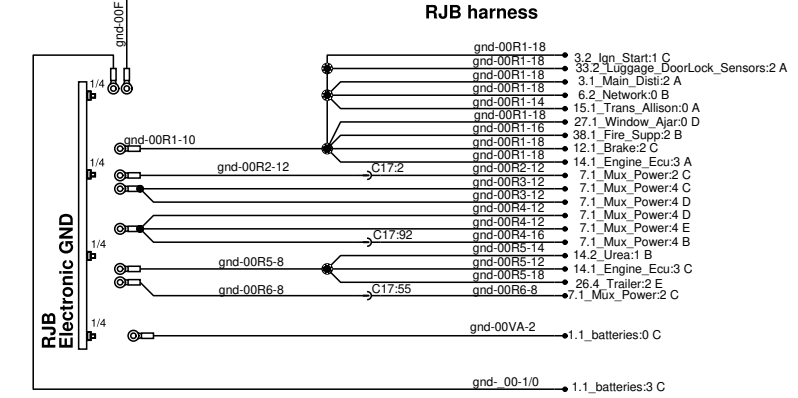 RJB harness
gnd-00F
gnd-00R1-18 3.2_Ign_Start:1 C
gnd-00R1-18 33.2_Luggage_DoorLock_Sensors:2 A
gnd-00R1-18 3.1_Main_Disti:2 A
1/4
gnd-00R1-18 6.2_Network:0 B
gnd-00R1-14 15.1_Trans_Allison:0 A
gnd-00R1-18 27.1_Window_Ajar:0 D
gnd-00R1-16 38.1_Fire_Supp:2 B
gnd-00R1-10 gnd-00R1-18 12.1_Brake:2 C
gnd-00R1-18 14.1_Engine_Ecu:3 A
1/4
gnd-00R2-12 C17:2 gnd-00R2-12 7.1_Mux_Power:2 C
gnd-00R3-12 7.1_Mux_Power:4 C
gnd-00R3-12 7.1_Mux_Power:4 D
gnd-00R4-12 7.1_Mux_Power:4 D
gnd-00R4-12 7.1_Mux_Power:4 E
C17:92 gnd-00R4-16 7.1_Mux_Power:4 B
1/4
gnd-00R5-14 14.2_Urea:1 B
gnd-00R5-8 gnd-00R5-12 14.1_Engine_Ecu:3 C
gnd-00R5-18 26.4_Trailer:2 E
gnd-00R6-8 C17:55 gnd-00R6-8 7.1_Mux_Power:2 C
1/4
gnd-00VA-2 1.1_batteries:0 C
RJB
Electronic GND
gnd-_00-1/0 1.1_batteries:3 C